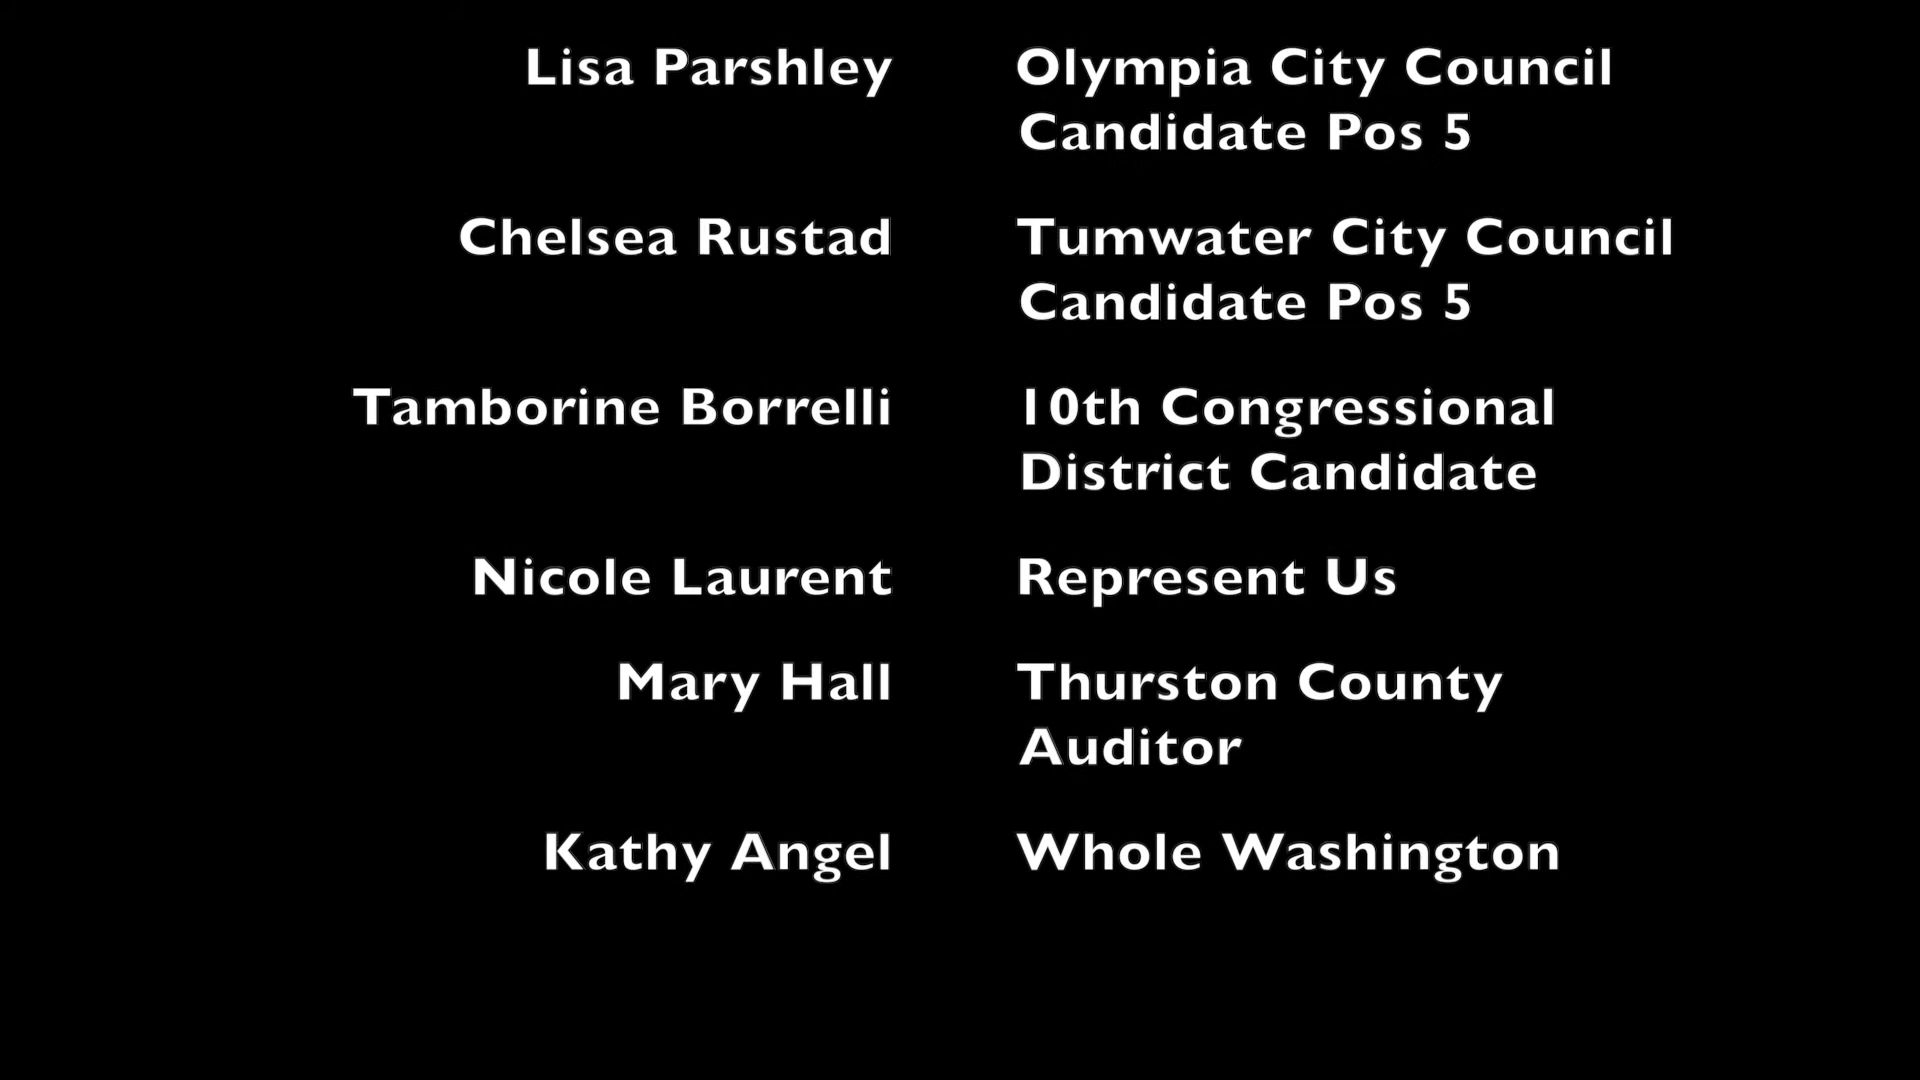 Lisa Parshley Olympia City Council
Candidate Pos 5
Chelsea Rustad Tumwater City Council
Candidate Pos 5
Tamborine Borrelli 10th Congressional
District Candidate
Nicole Laurent Represent Us
Mary Hall Thurston County
Auditor
Kathy Angel Whole Washington